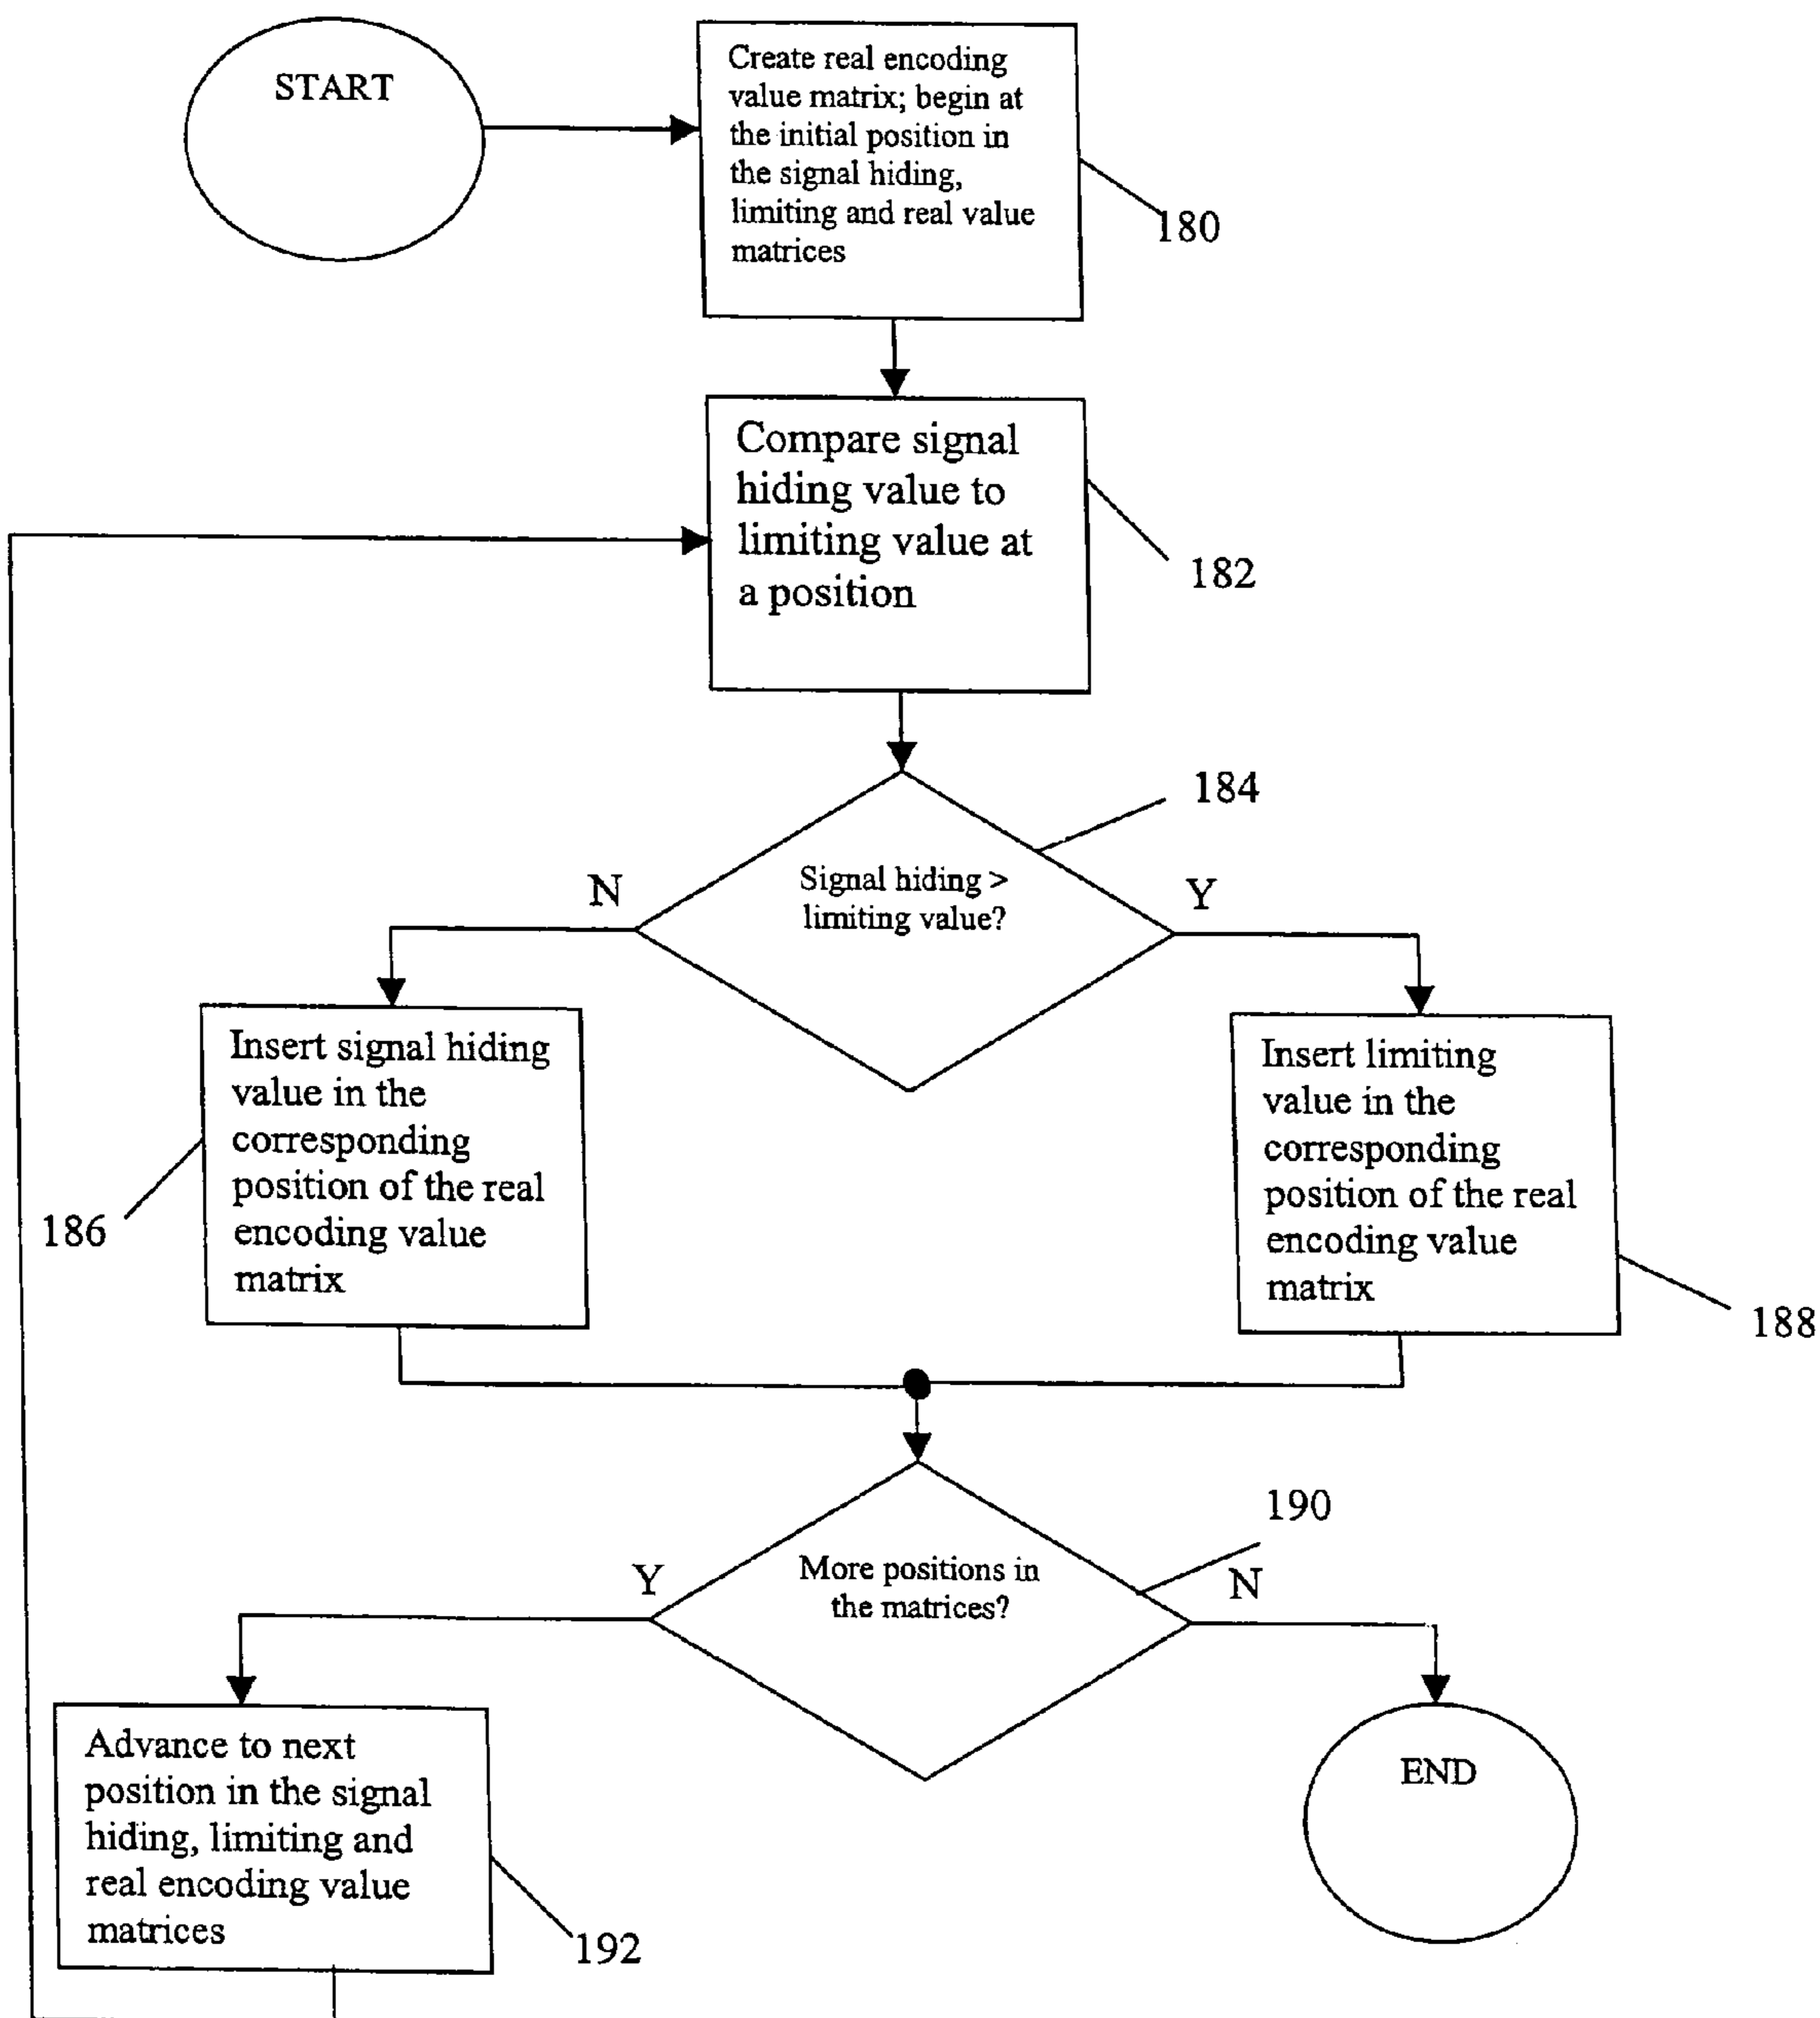 START
Create real encoding
value matrix; begin at
the initial position in
the signal hiding,
limiting and real value
matrices
180
Compare signal
hiding value to
limiting value at
a position
182
184
Signal hiding >
limiting value?
N
Y
Insert signal hiding
value in the
corresponding
position of the real
encoding value
matrix
186
Insert limiting
value in the
corresponding
position of the real
encoding value
matrix
188
190
More positions in
the matrices?
Y
N
Advance to next
position in the signal
hiding, limiting and
real encoding value
matrices
192
END